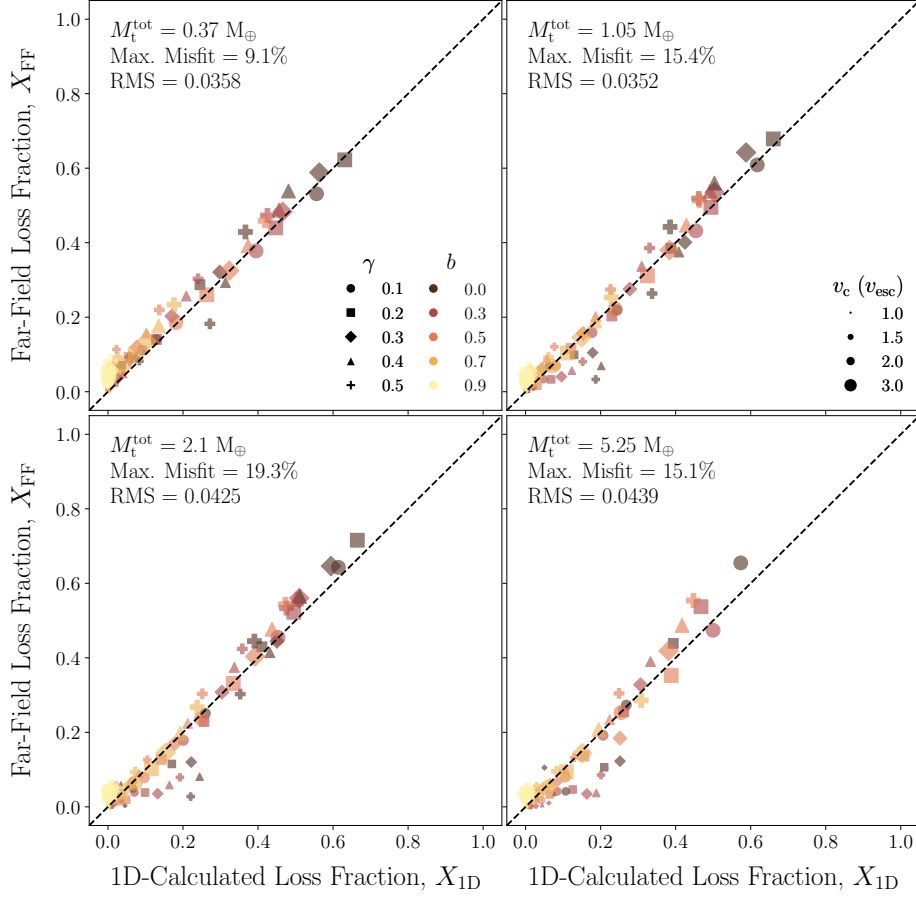 Far-Field Loss Fraction, X_FF
1.0
0.8
0.6
0.4
0.2
0.0
M_t^tot = 0.37 M_⊕
Max. Misfit = 9.1%
RMS = 0.0358
γ b
0.1 0.0
0.2 0.3
0.3 0.5
0.4 0.7
0.5 0.9
M_t^tot = 1.05 M_⊕
Max. Misfit = 15.4%
RMS = 0.0352
v_c (v_esc)
1.0
1.5
2.0
3.0
Far-Field Loss Fraction, X_FF
1.0
0.8
0.6
0.4
0.2
0.0
M_t^tot = 2.1 M_⊕
Max. Misfit = 19.3%
RMS = 0.0425
M_t^tot = 5.25 M_⊕
Max. Misfit = 15.1%
RMS = 0.0439
0.0 0.2 0.4 0.6 0.8 1.0
0.0 0.2 0.4 0.6 0.8 1.0
1D-Calculated Loss Fraction, X_1D
1D-Calculated Loss Fraction, X_1D